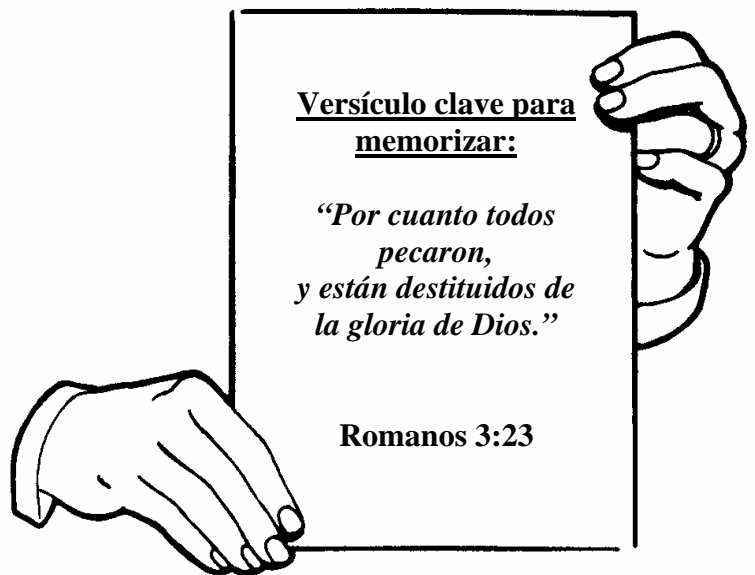 Versículo clave para
memorizar:
“Por cuanto todos
pecaron,
y están destituidos de
la gloria de Dios.”
Romanos 3:23